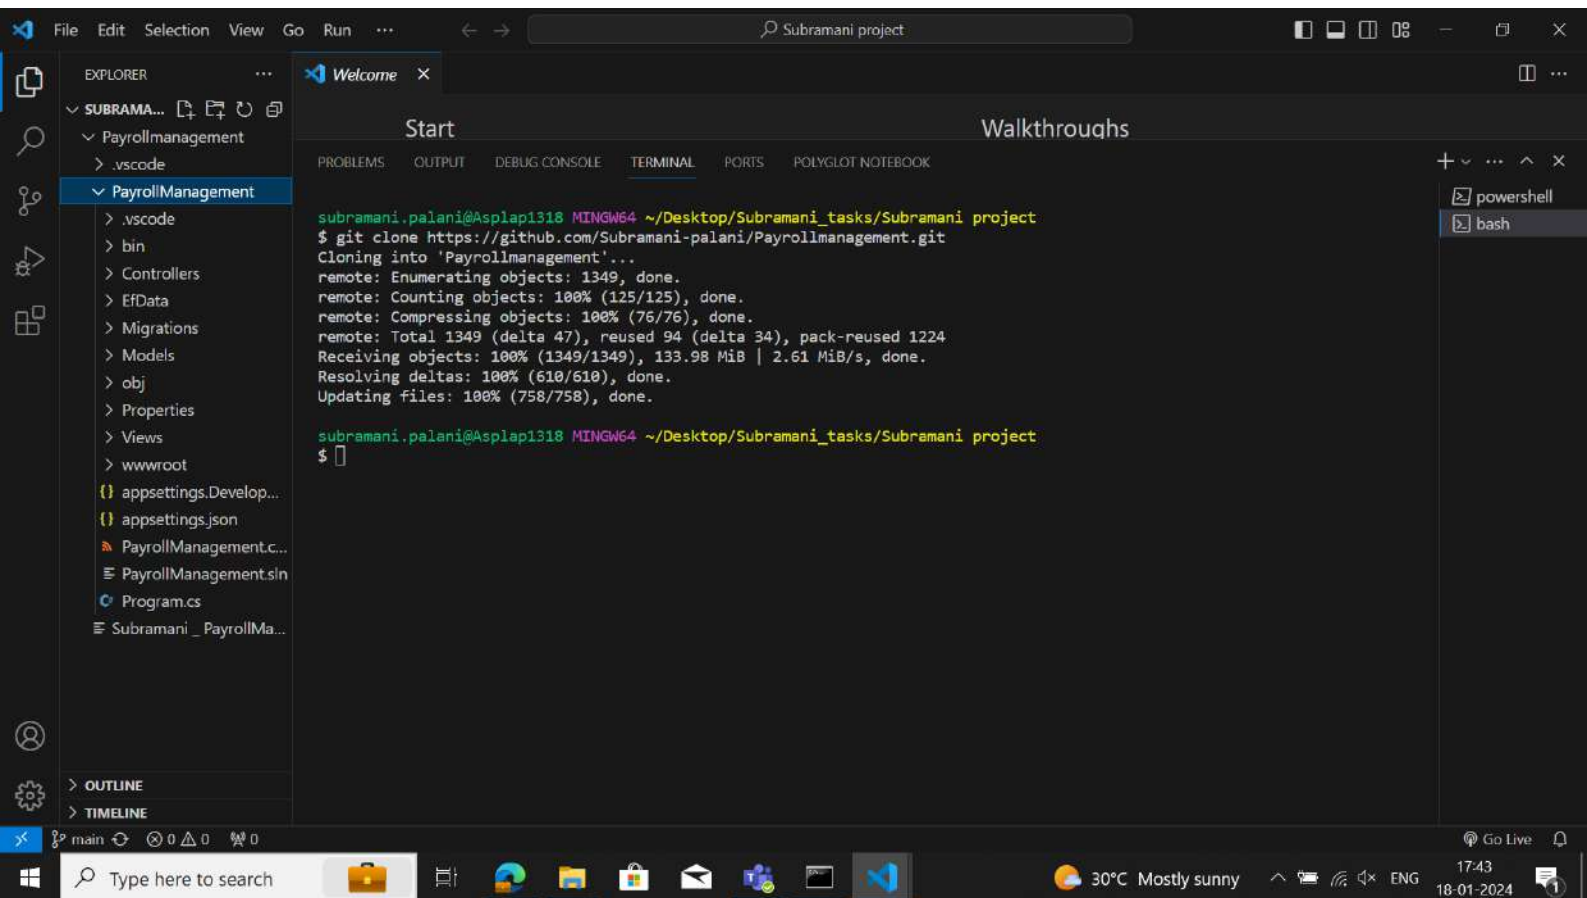 File Edit Selection View Go Run ···
Subramani project
EXPLORER
Welcome
SUBRAMA...
Payrollmanagement
.vscode
PayrollManagement
.vscode
bin
Controllers
EfData
Migrations
Models
obj
Properties
Views
wwwroot
{} appsettings.Develop...
{} appsettings.json
PayrollManagement.c...
PayrollManagement.sln
Program.cs
Subramani _ PayrollMa...
OUTLINE
TIMELINE
Start
Walkthroughs
PROBLEMS OUTPUT DEBUG CONSOLE TERMINAL PORTS POLYGLOT NOTEBOOK
subramani.palani@Asplap1318 MINGW64 ~/Desktop/Subramani_tasks/Subramani project
$ git clone https://github.com/Subramani-palani/Payrollmanagement.git
Cloning into 'Payrollmanagement'...
remote: Enumerating objects: 1349, done.
remote: Counting objects: 100% (125/125), done.
remote: Compressing objects: 100% (76/76), done.
remote: Total 1349 (delta 47), reused 94 (delta 34), pack-reused 1224
Receiving objects: 100% (1349/1349), 133.98 MiB | 2.61 MiB/s, done.
Resolving deltas: 100% (610/610), done.
Updating files: 100% (758/758), done.
subramani.palani@Asplap1318 MINGW64 ~/Desktop/Subramani_tasks/Subramani project
$
powershell
bash
main 0 0 0
Go Live
Type here to search
30°C Mostly sunny
ENG
17:43
18-01-2024
1